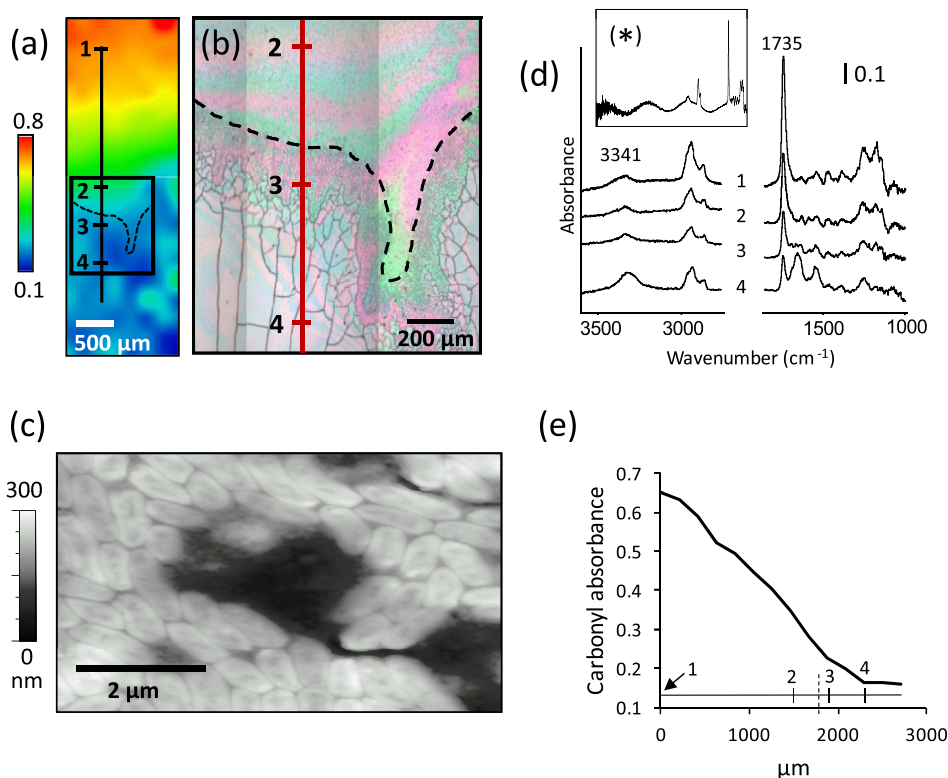 (a)
0.8
0.1
1
2
3
4
500 µm
(b)
2
3
4
200 µm
(c)
300
0
nm
2 µm
(d)
(*)
1735
0.1
3341
Absorbance
1
2
3
4
3600
3000
1500
1000
Wavenumber (cm⁻¹)
(e)
Carbonyl absorbance
0.7
0.6
0.5
0.4
0.3
0.2
0.1
1
2
3
4
0
1000
2000
3000
µm